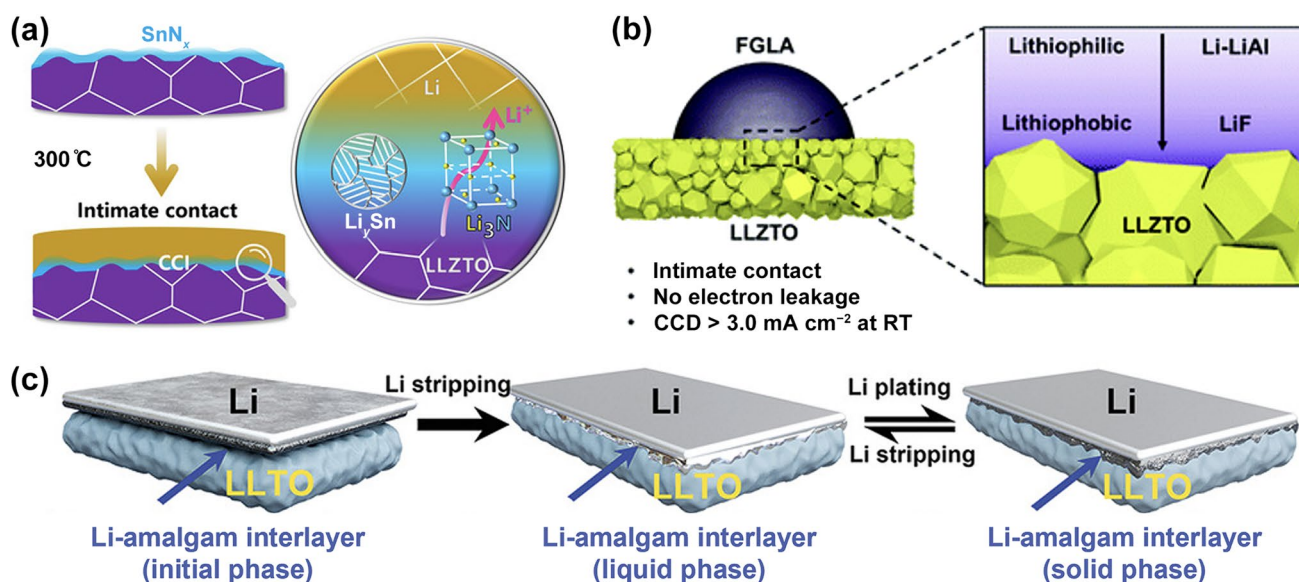 (a)
SnNₓ
300 ℃
Intimate contact
CCI
Li
Li⁺
LiᵧSn
Li₃N
LLZTO
(b)
FGLA
LLZTO
• Intimate contact
• No electron leakage
• CCD > 3.0 mA cm⁻² at RT
Lithiophilic Li-LiAl
Lithiophobic LiF
LLZTO
(c)
Li
LLTO
Li-amalgam interlayer
(initial phase)
Li stripping
Li
LLTO
Li-amalgam interlayer
(liquid phase)
Li plating
Li stripping
Li
LLTO
Li-amalgam interlayer
(solid phase)